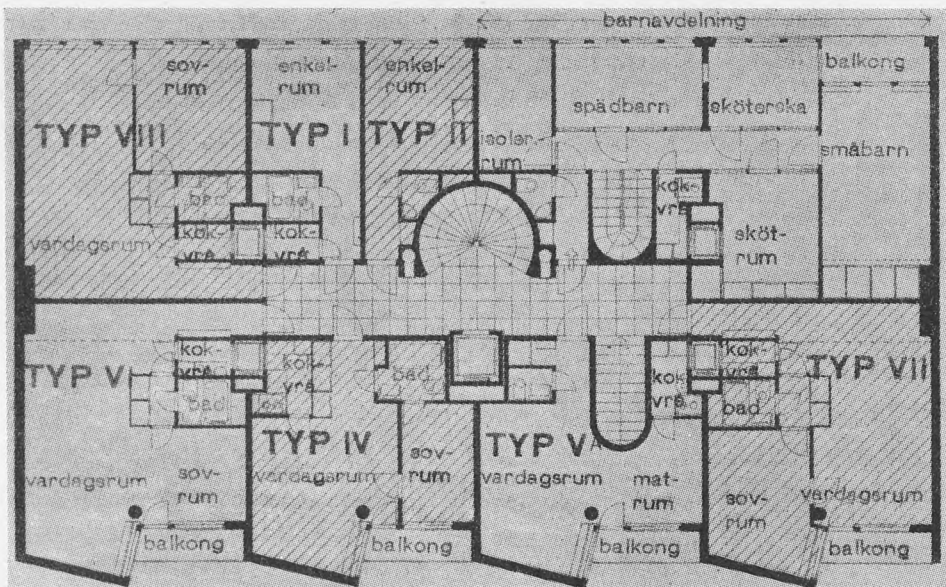 barnavdelning
sov-
rum
enkel-
rum
enkel-
rum
balkong
spädbarn
sköterska
TYP VIII
TYP I
TYP II
isoler-
rum
småbarn
bad
bad
kok-
vrå
vardagsrum
kok-
vrå
kok-
vrå
sköt-
rum
kok-
vrå
kok-
vrå
kok-
vrå
TYP V
bad
kok-
vrå
TYP VII
bad
bad
TYP IV
TYP VA
vardagsrum
sov-
rum
vardagsrum
sov-
rum
vardagsrum
mat-
rum
sov-
rum
vardagsrum
balkong
balkong
balkong
balkong